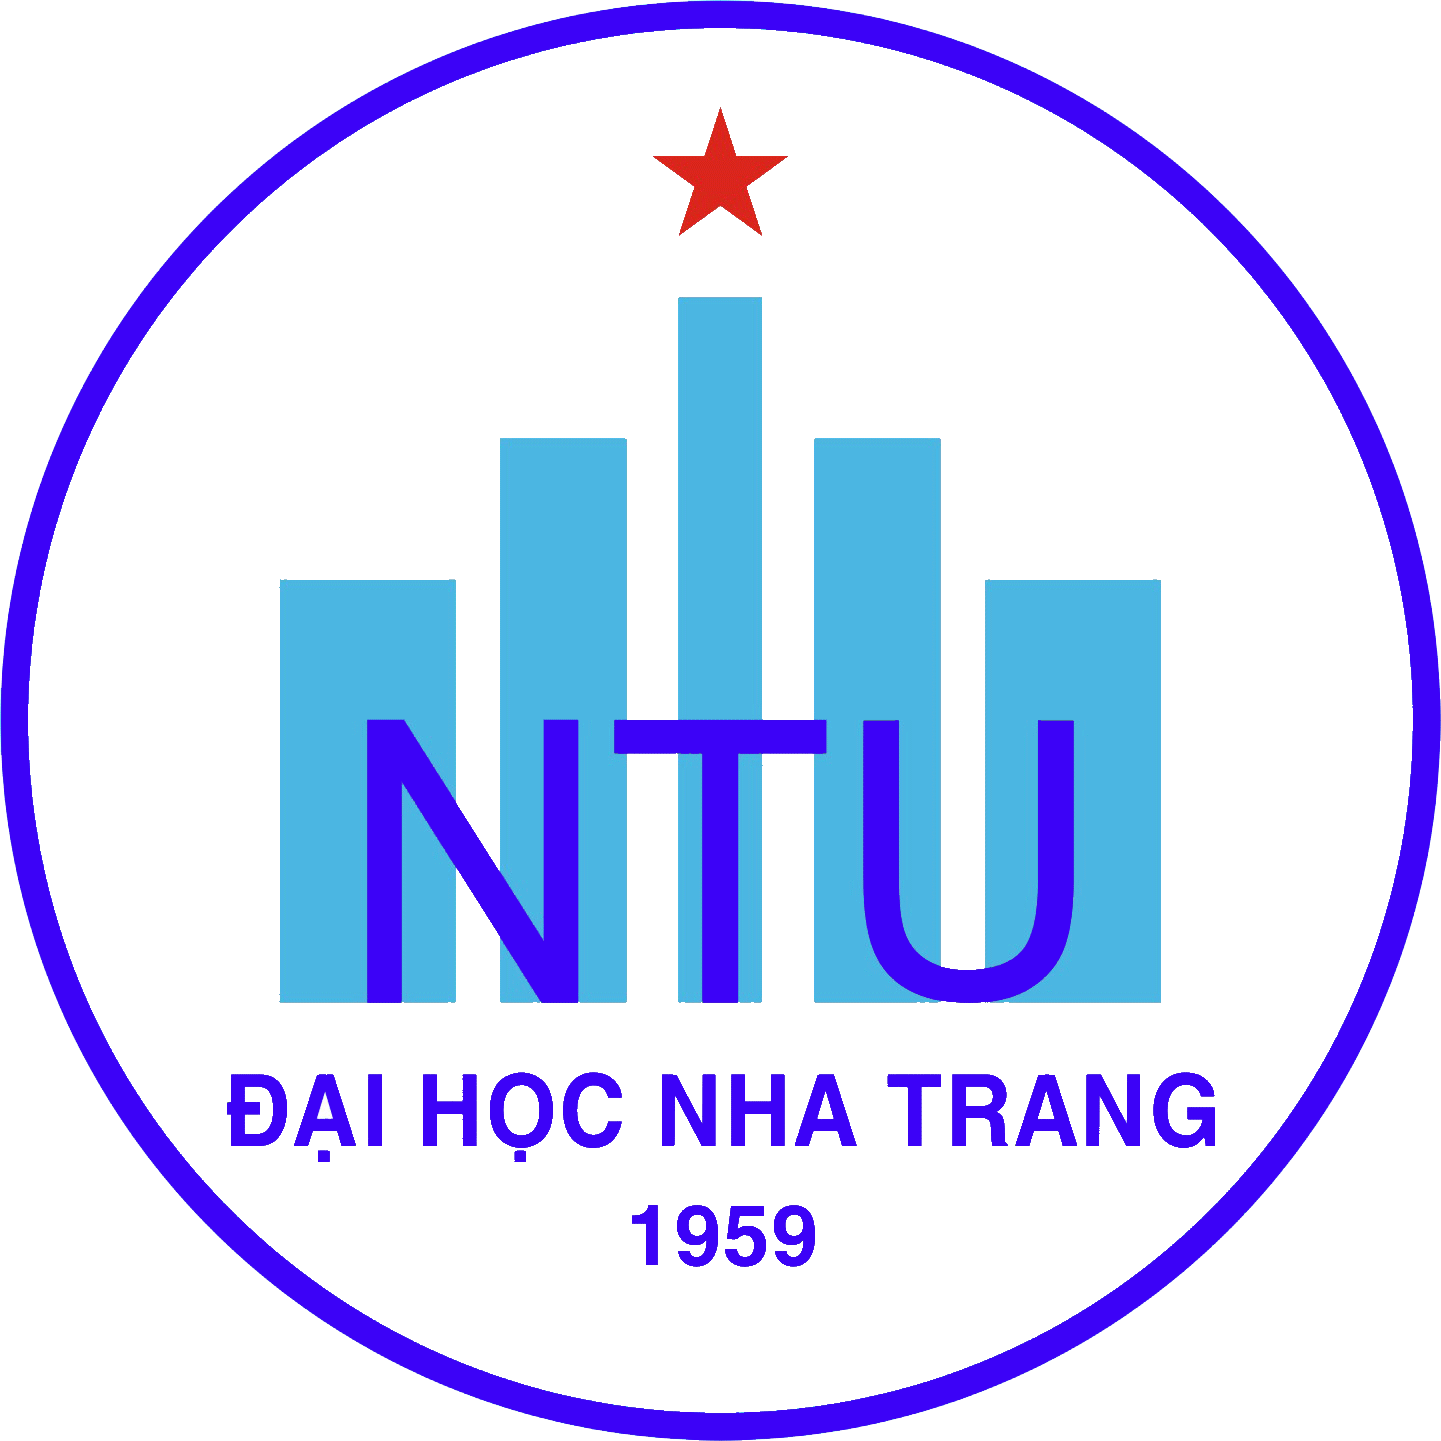 NTU
ĐẠI HỌC NHA TRANG
1959